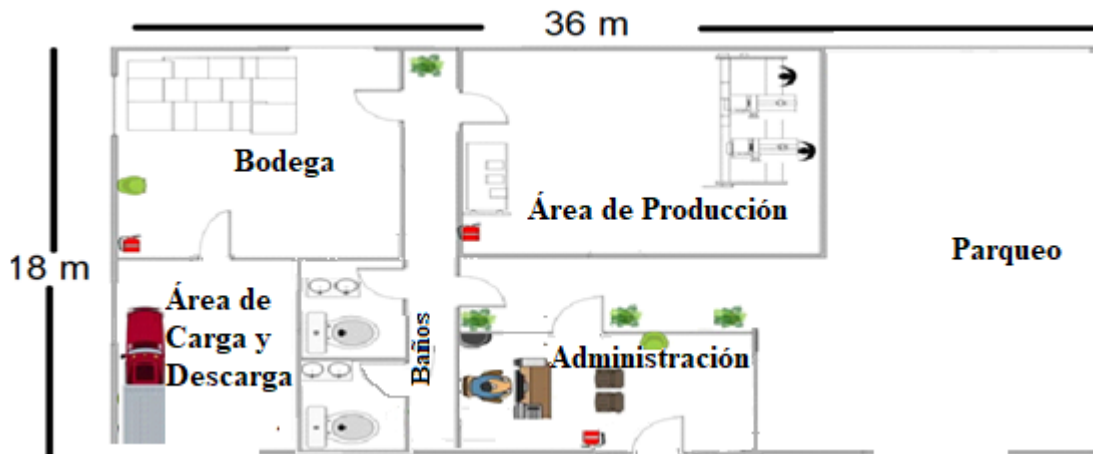 36 m
18 m
Bodega
Área de Producción
Parqueo
Área de
Carga y
Descarga
Baños
Administración